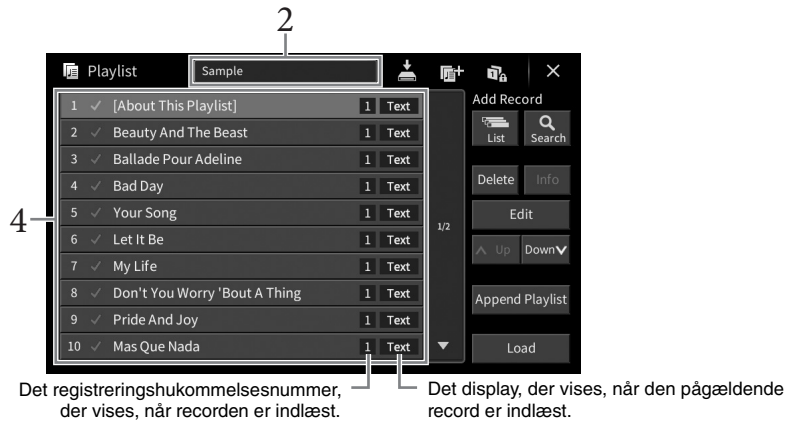 2
Playlist Sample
Add Record
1 [About This Playlist] 1 Text
2 Beauty And The Beast 1 Text
3 Ballade Pour Adeline 1 Text
4 Bad Day 1 Text
5 Your Song 1 Text
6 Let It Be 1 Text
7 My Life 1 Text
8 Don't You Worry 'Bout A Thing 1 Text
9 Pride And Joy 1 Text
10 Mas Que Nada 1 Text
4
1/2
List Search
Delete Info
Edit
Up Down
Append Playlist
Load
Det registreringshukommelsesnummer,
der vises, når recorden er indlæst.
Det display, der vises, når den pågældende
record er indlæst.